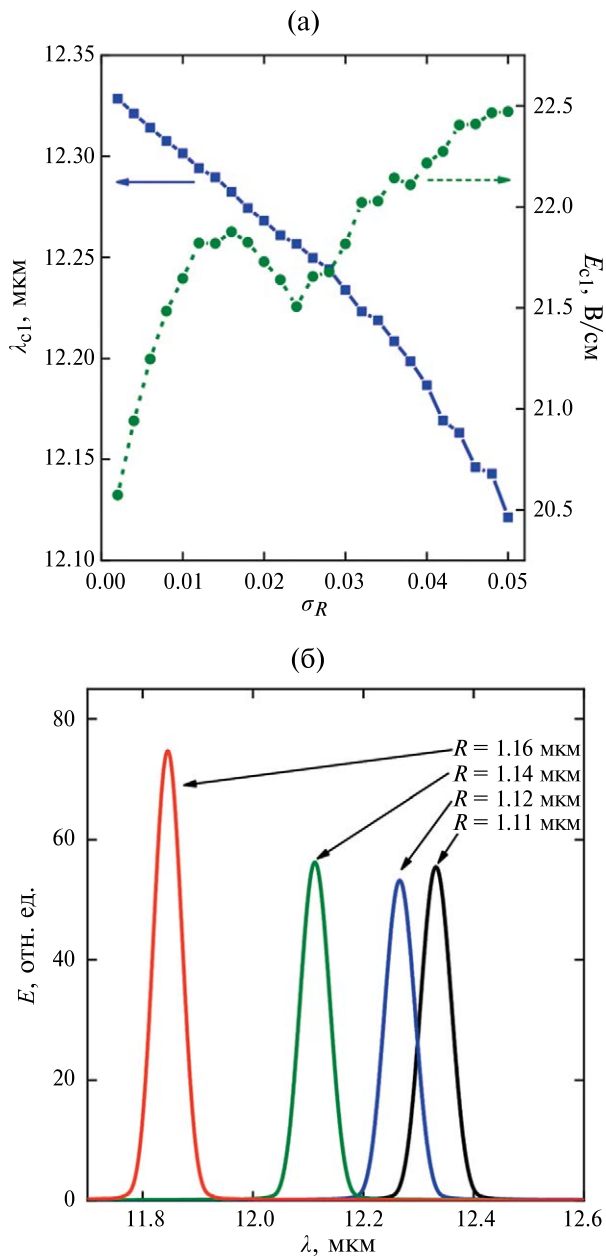 (а)
12.35
12.30
12.25
12.20
12.15
12.10
λc1, мкм
22.5
22.0
21.5
21.0
20.5
Ec1, В/см
0.00 0.01 0.02 0.03 0.04 0.05
σR
(б)
80
60
40
20
0
E, отн. ед.
R = 1.16 мкм
R = 1.14 мкм
R = 1.12 мкм
R = 1.11 мкм
11.8 12.0 12.2 12.4 12.6
λ, мкм